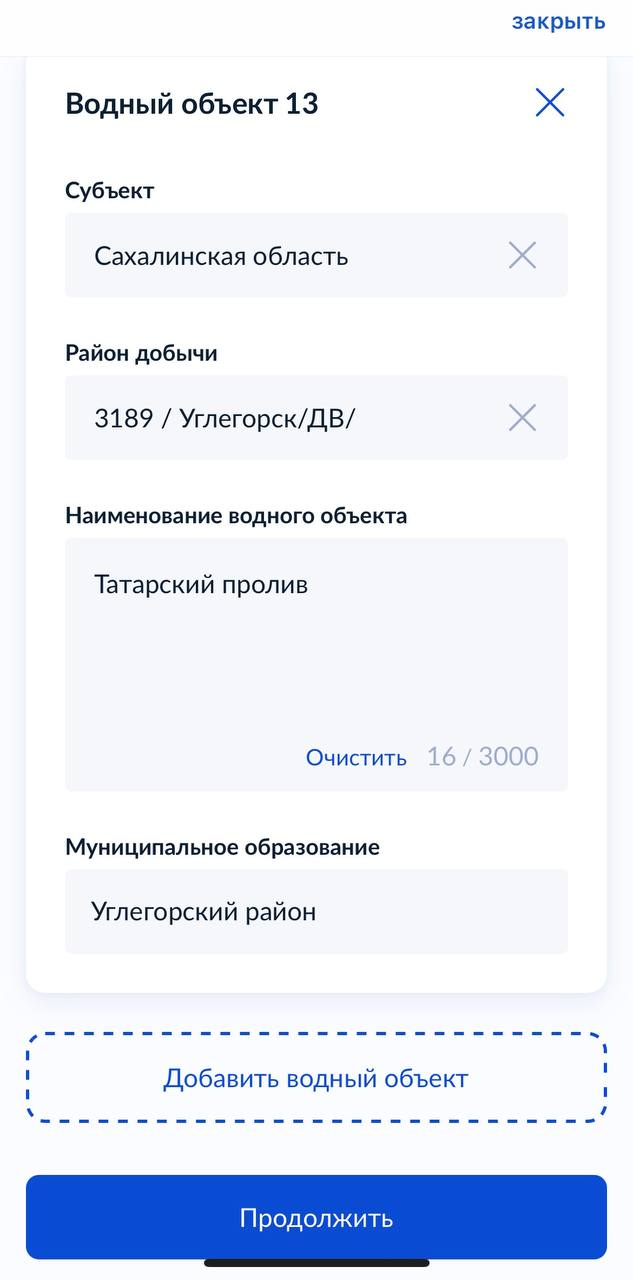 закрыть
Водный объект 13
Субъект
Сахалинская область
Район добычи
3189 / Углегорск/ДВ/
Наименование водного объекта
Татарский пролив
Очистить 16 / 3000
Муниципальное образование
Углегорский район
Добавить водный объект
Продолжить